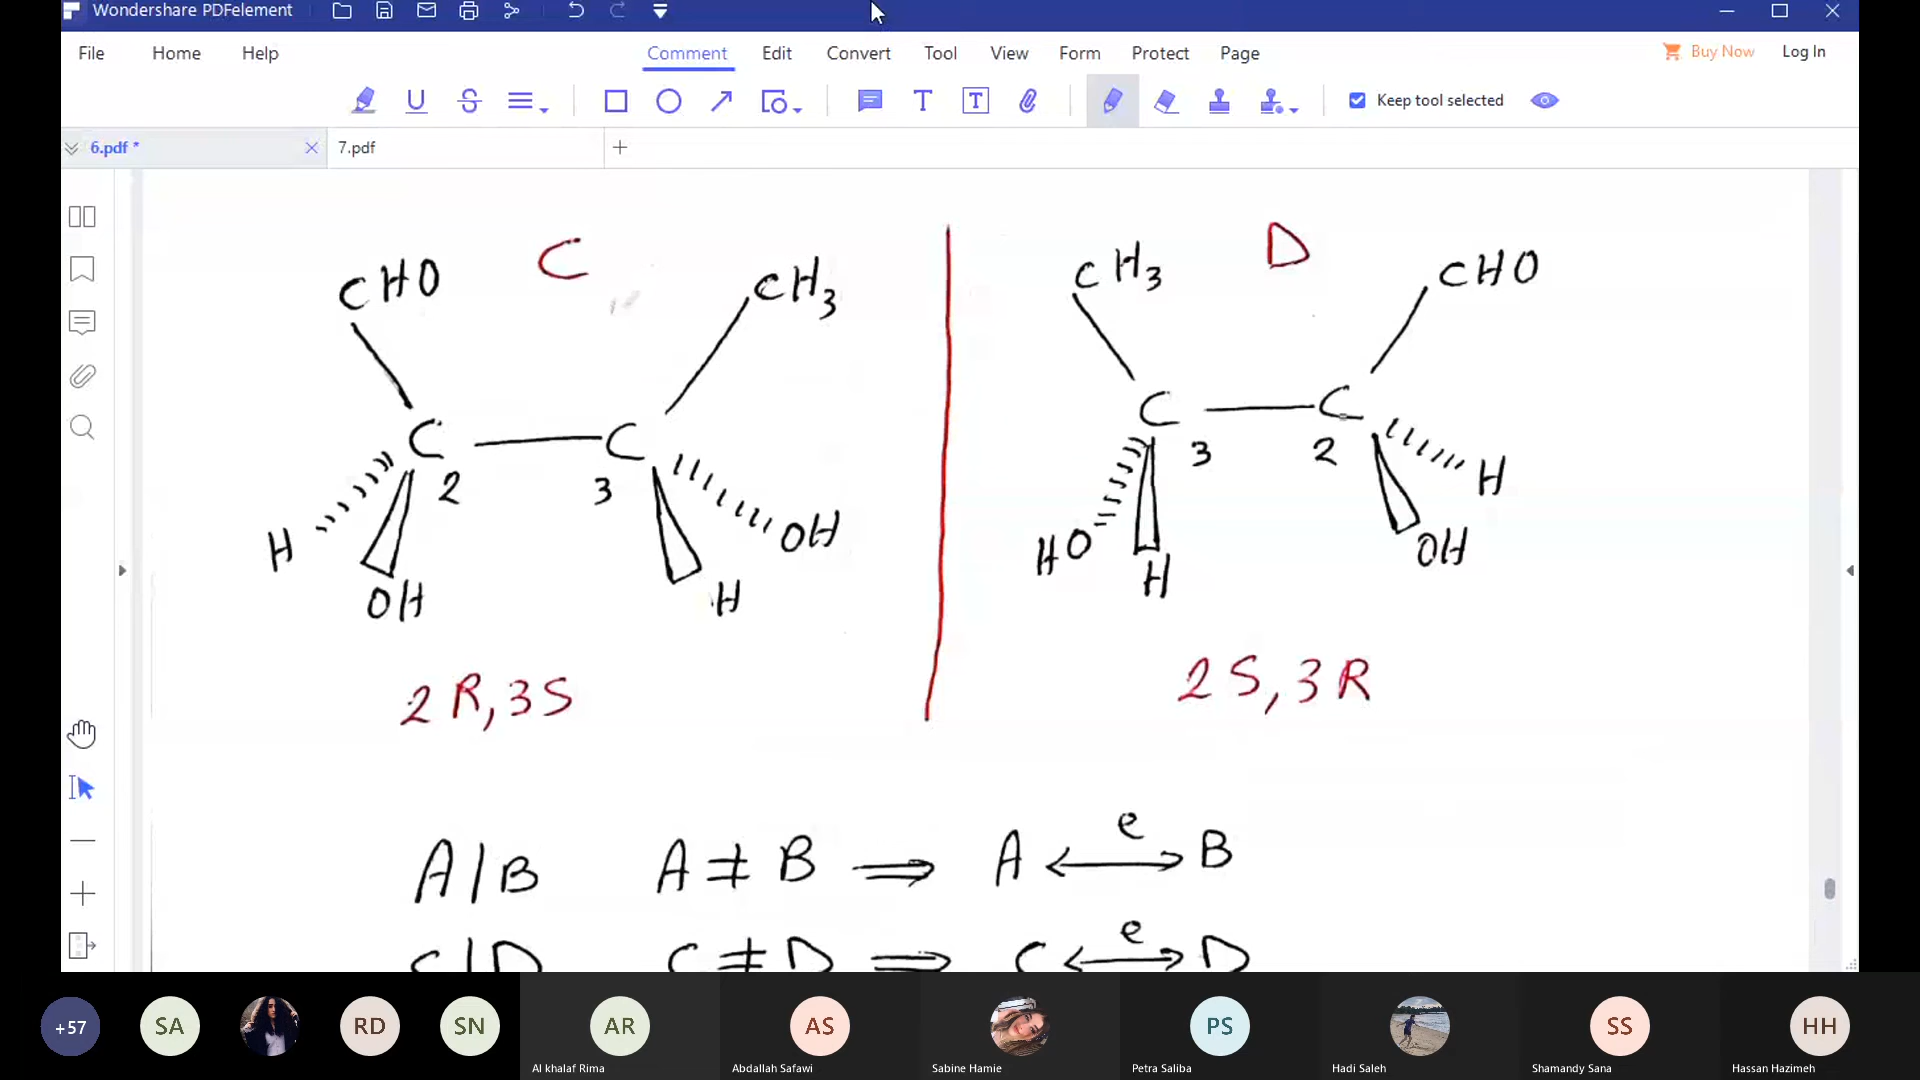 Wondershare PDFelement
File Home Help Comment Edit Convert Tool View Form Protect Page Buy Now Log In
Keep tool selected
6.pdf * 7.pdf
C D
CHO CH3 CH3 CHO
C C C C
2 3 3 2
H OH OH H
HO H H OH
2R,3S 2S,3R
A/B A≠B ⇒ A ⟷ B
e
C/D C≠D ⇒ C ⟷ D
e
+57 SA RD SN AR AS PS SS HH
Al khalaf Rima Abdallah Safawi Sabine Hamie Petra Saliba Hadi Saleh Shamandy Sana Hassan Hazimeh